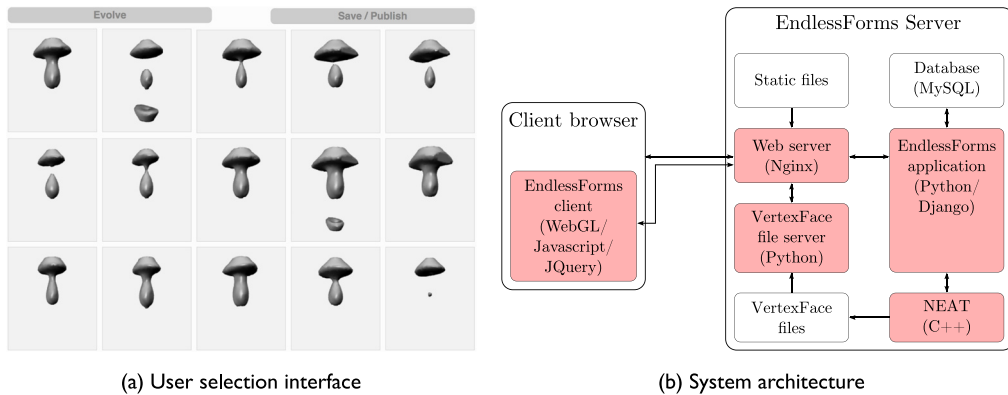 Evolve
Save / Publish
(a) User selection interface
EndlessForms Server
Static files
Database
(MySQL)
Client browser
Web server
(Nginx)
EndlessForms
application
(Python/
Django)
EndlessForms
client
(WebGL/
Javascript/
JQuery)
VertexFace
file server
(Python)
VertexFace
files
NEAT
(C++)
(b) System architecture